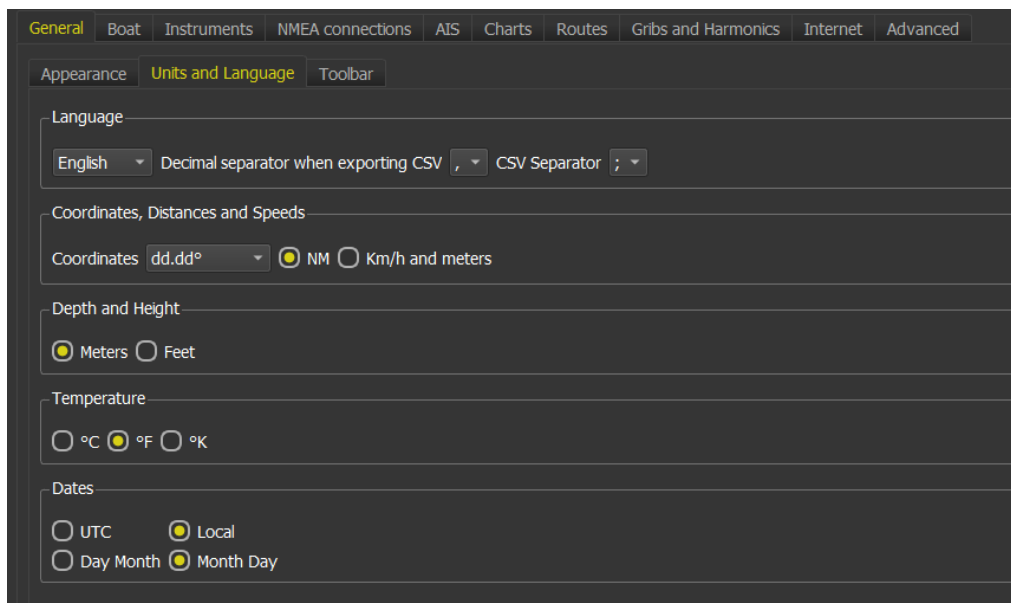 General Boat Instruments NMEA connections AIS Charts Routes Gribs and Harmonics Internet Advanced
Appearance Units and Language Toolbar
Language
English Decimal separator when exporting CSV , CSV Separator ;
Coordinates, Distances and Speeds
Coordinates dd.dd° NM Km/h and meters
Depth and Height
Meters Feet
Temperature
°C °F °K
Dates
UTC Local
Day Month Month Day